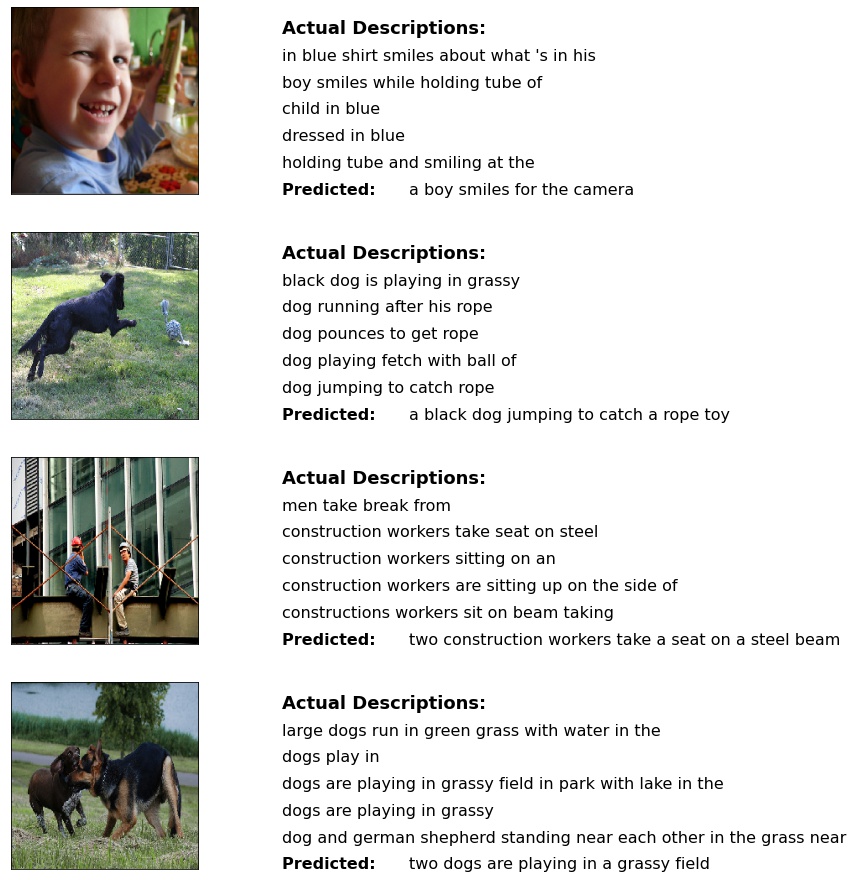 Actual Descriptions:
in blue shirt smiles about what 's in his
boy smiles while holding tube of
child in blue
dressed in blue
holding tube and smiling at the
Predicted: a boy smiles for the camera
Actual Descriptions:
black dog is playing in grassy
dog running after his rope
dog pounces to get rope
dog playing fetch with ball of
dog jumping to catch rope
Predicted: a black dog jumping to catch a rope toy
Actual Descriptions:
men take break from
construction workers take seat on steel
construction workers sitting on an
construction workers are sitting up on the side of
constructions workers sit on beam taking
Predicted: two construction workers take a seat on a steel beam
Actual Descriptions:
large dogs run in green grass with water in the
dogs play in
dogs are playing in grassy field in park with lake in the
dogs are playing in grassy
dog and german shepherd standing near each other in the grass near
Predicted: two dogs are playing in a grassy field